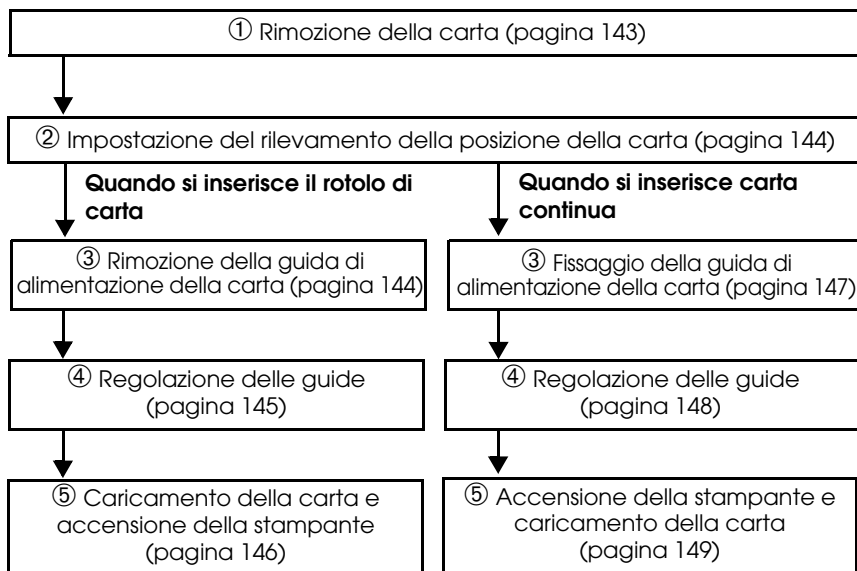 ① Rimozione della carta (pagina 143)
② Impostazione del rilevamento della posizione della carta (pagina 144)
Quando si inserisce il rotolo di
carta
③ Rimozione della guida di
alimentazione della carta (pagina 144)
④ Regolazione delle guide
(pagina 145)
⑤ Caricamento della carta e
accensione della stampante
(pagina 146)
Quando si inserisce carta
continua
③ Fissaggio della guida di
alimentazione della carta (pagina 147)
④ Regolazione delle guide
(pagina 148)
⑤ Accensione della stampante e
caricamento della carta
(pagina 149)